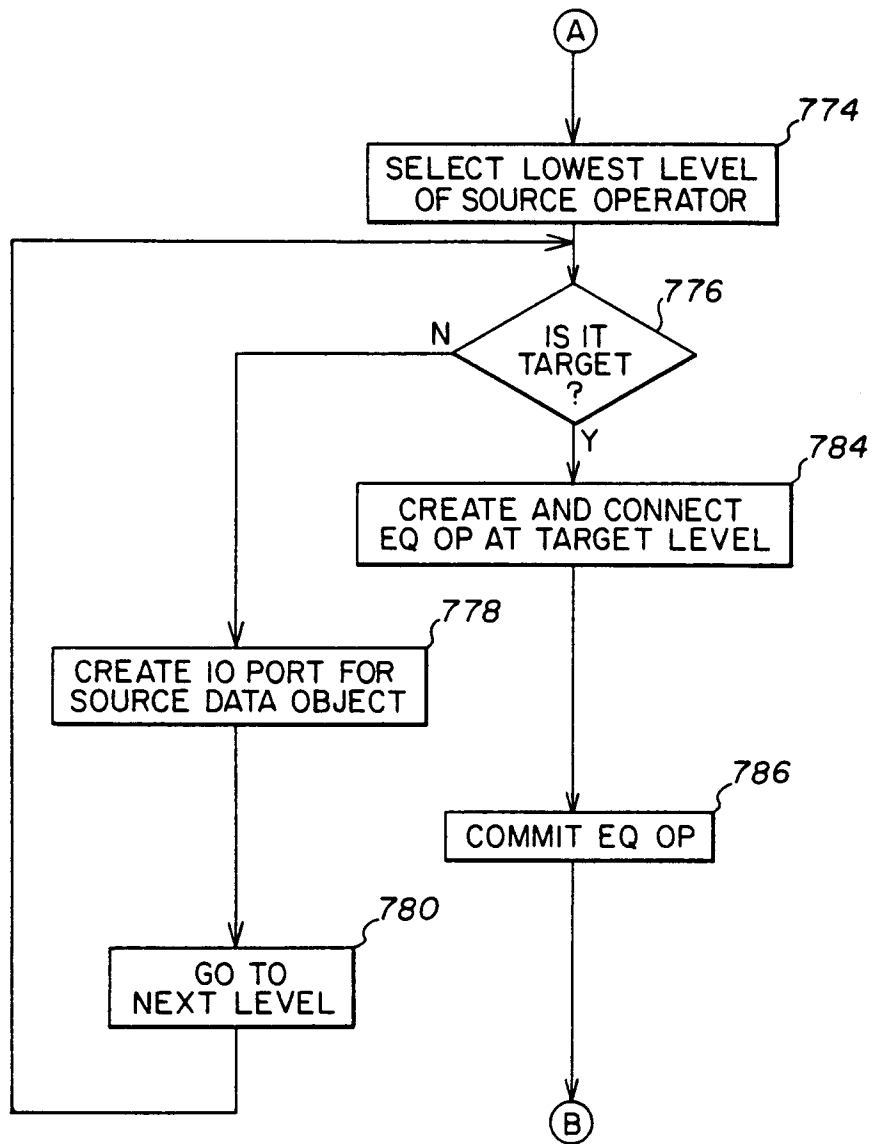 A
774
SELECT LOWEST LEVEL
OF SOURCE OPERATOR
776
N
IS IT
TARGET
?
Y
784
CREATE AND CONNECT
EQ OP AT TARGET LEVEL
778
CREATE IO PORT FOR
SOURCE DATA OBJECT
786
COMMIT EQ OP
780
GO TO
NEXT LEVEL
B